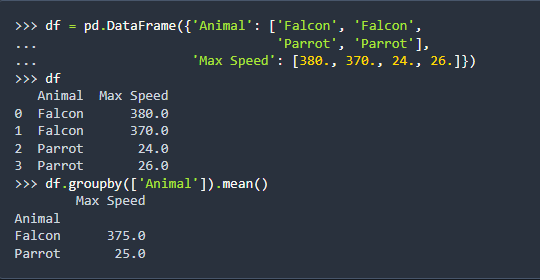 >>> df = pd.DataFrame({'Animal': ['Falcon', 'Falcon',
...                               'Parrot', 'Parrot'],
...                    'Max Speed': [380., 370., 24., 26.]})
>>> df
   Animal  Max Speed
0  Falcon      380.0
1  Falcon      370.0
2  Parrot       24.0
3  Parrot       26.0
>>> df.groupby(['Animal']).mean()
        Max Speed
Animal
Falcon      375.0
Parrot       25.0